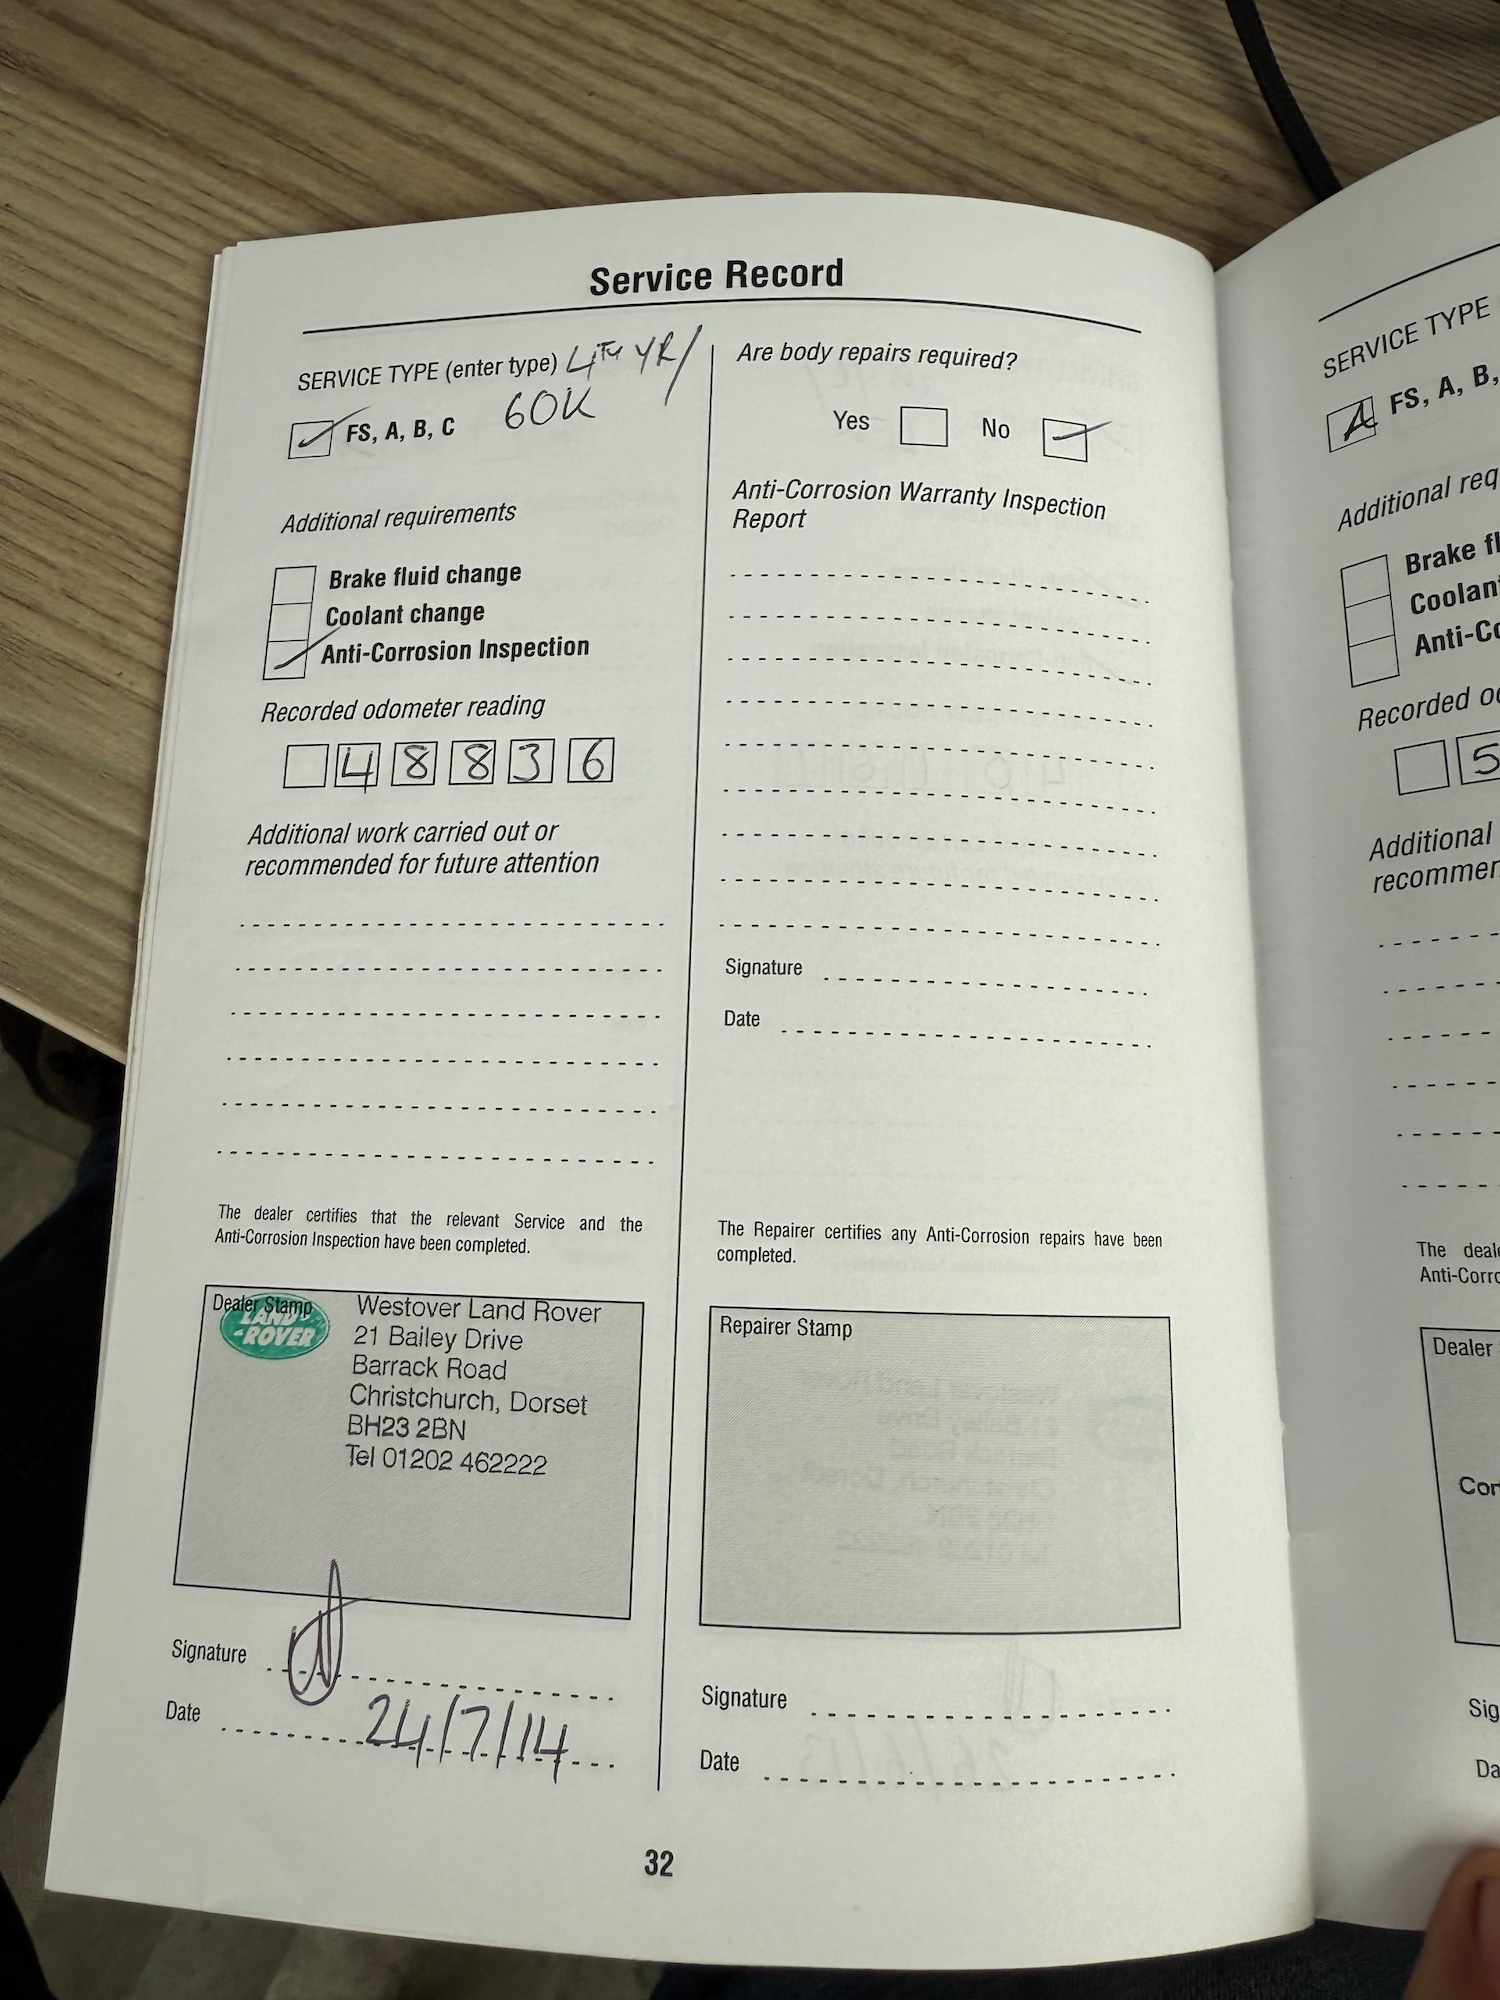 Service Record
SERVICE TYPE (enter type) 4TH YR/
60K
FS, A, B, C
Additional requirements
Brake fluid change
Coolant change
Anti-Corrosion Inspection
Recorded odometer reading
4 8 8 3 6
Additional work carried out or
recommended for future attention
The dealer certifies that the relevant Service and the
Anti-Corrosion Inspection have been completed.
Dealer Stamp
LAND
-ROVER
Westover Land Rover
21 Bailey Drive
Barrack Road
Christchurch, Dorset
BH23 2BN
Tel 01202 462222
Signature
Date 24/7/14
Are body repairs required?
Yes No
Anti-Corrosion Warranty Inspection
Report
Signature
Date
The Repairer certifies any Anti-Corrosion repairs have been
completed.
Repairer Stamp
Signature
Date
32
SERVICE TYPE
A FS, A, B,
Additional req
Brake fl
Coolant
Anti-Co
Recorded o
5
Additional
recommen
The deale
Anti-Corro
Dealer
Cor
Sig
Da